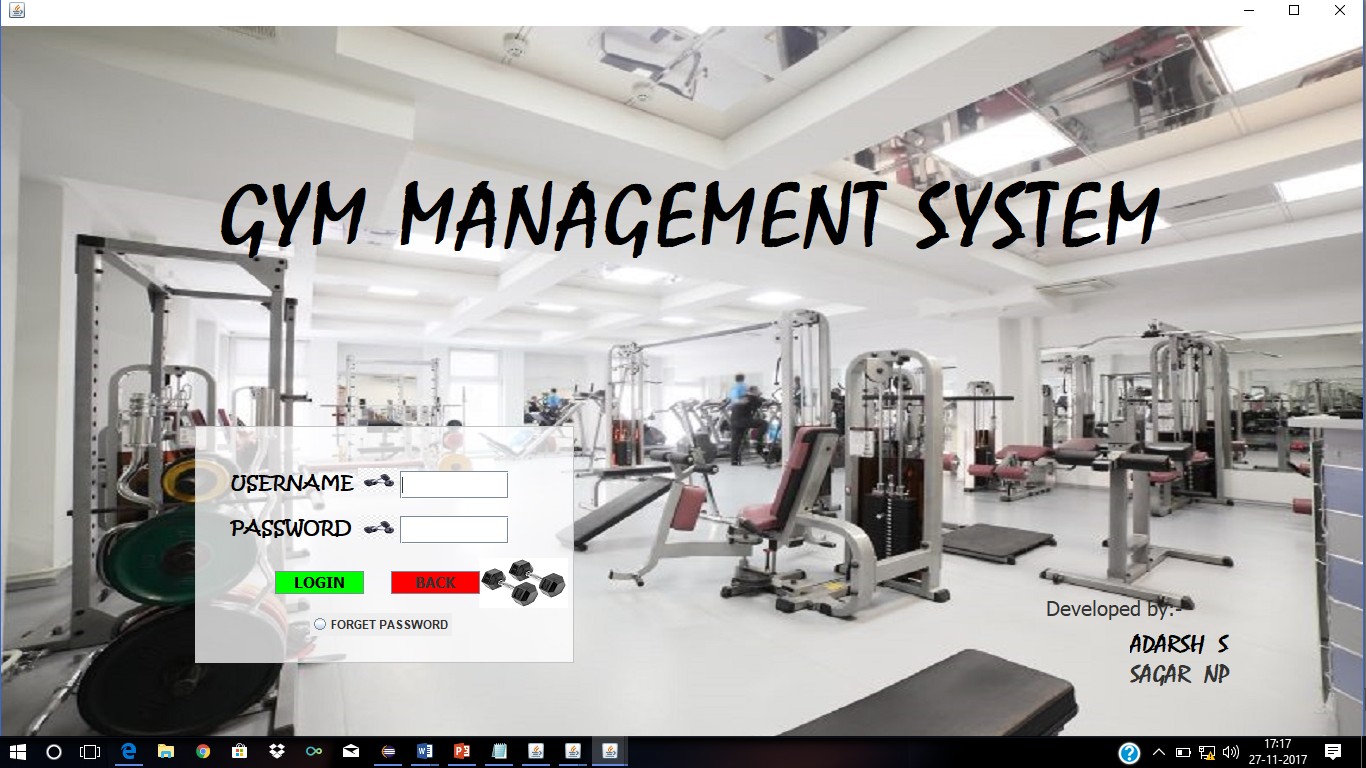 GYM MANAGEMENT SYSTEM
USERNAME
PASSWORD
LOGIN BACK
FORGET PASSWORD
Developed by:-
ADARSH S
SAGAR NP
17:17
27-11-2017